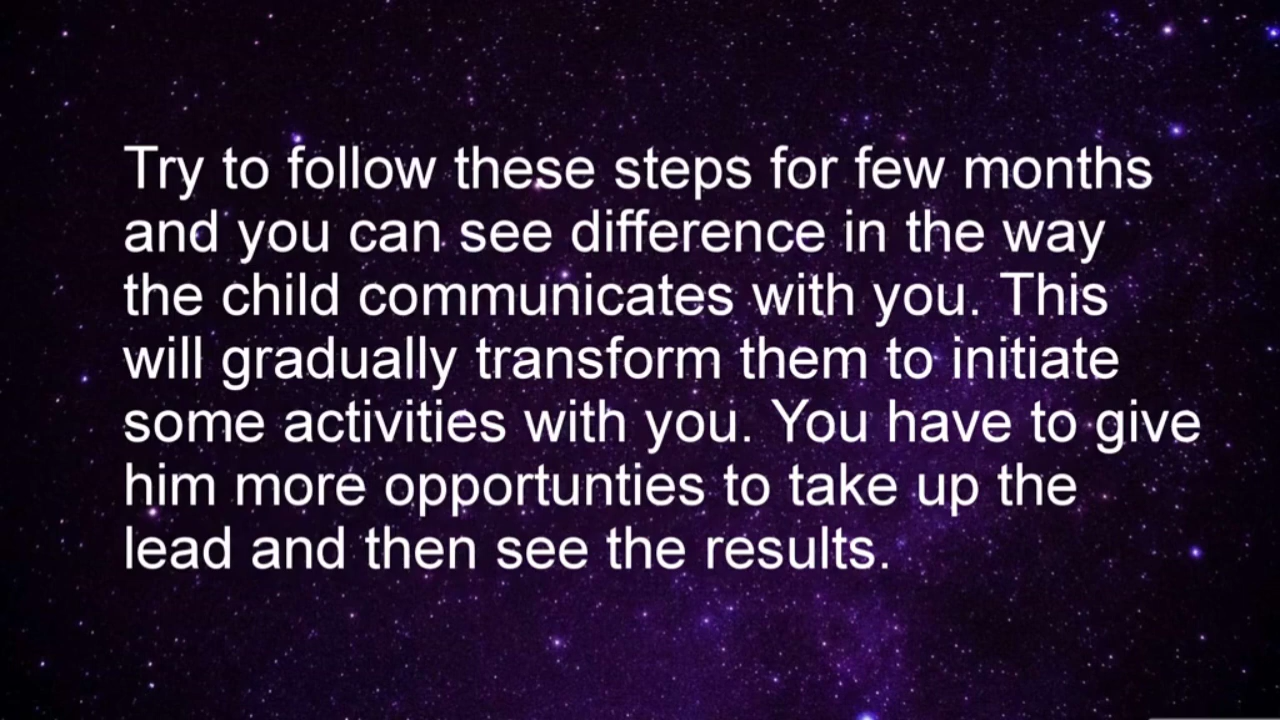 Try to follow these steps for few months
and you can see difference in the way
the child communicates with you. This
will gradually transform them to initiate
some activities with you. You have to give
him more opportunties to take up the
lead and then see the results.